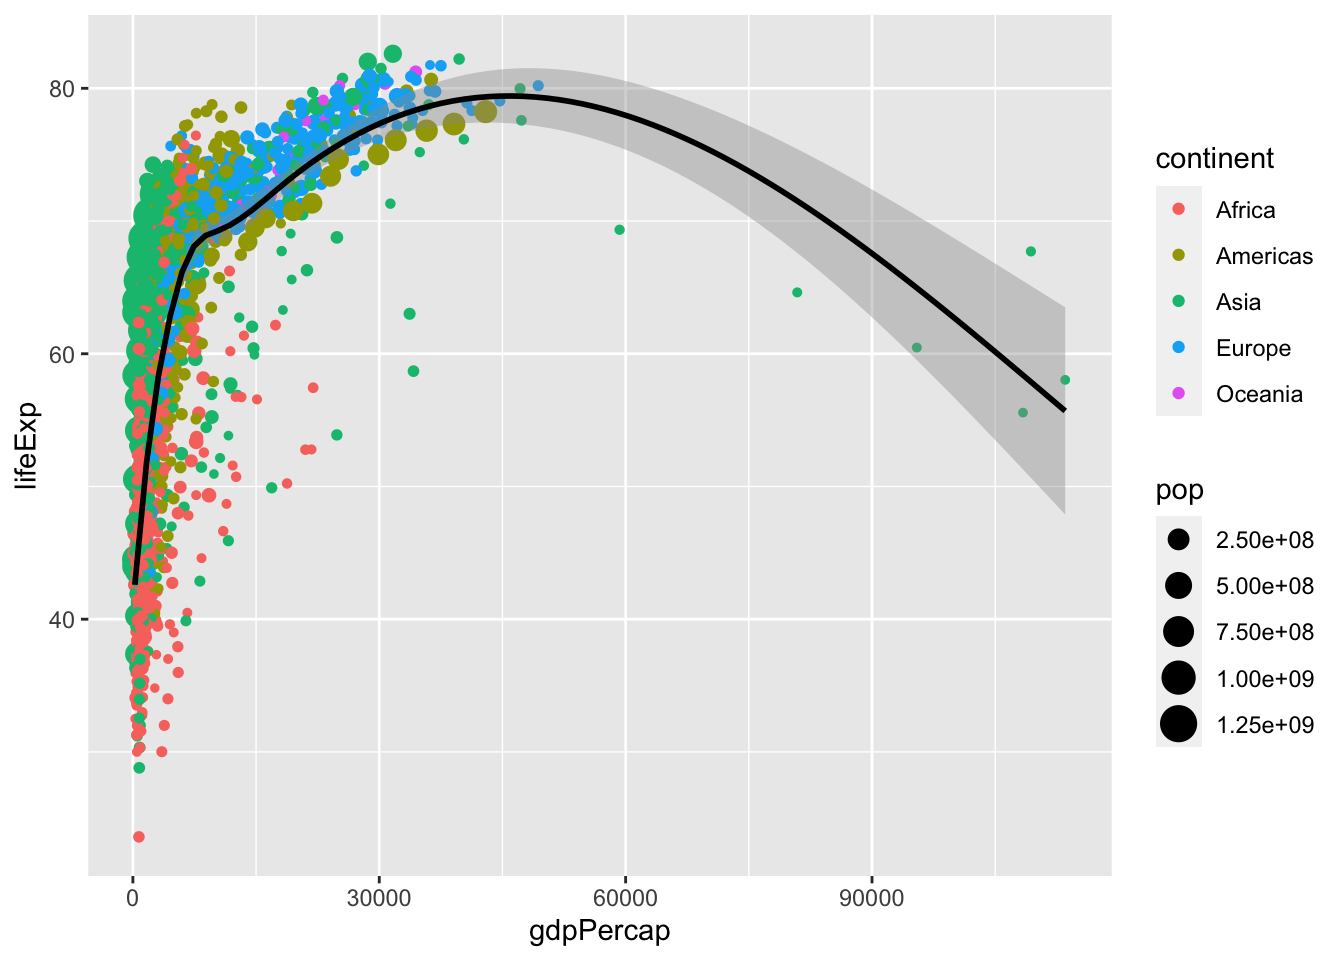 80
60
40
lifeExp
0
30000
60000
90000
gdpPercap
continent
Africa
Americas
Asia
Europe
Oceania
pop
2.50e+08
5.00e+08
7.50e+08
1.00e+09
1.25e+09